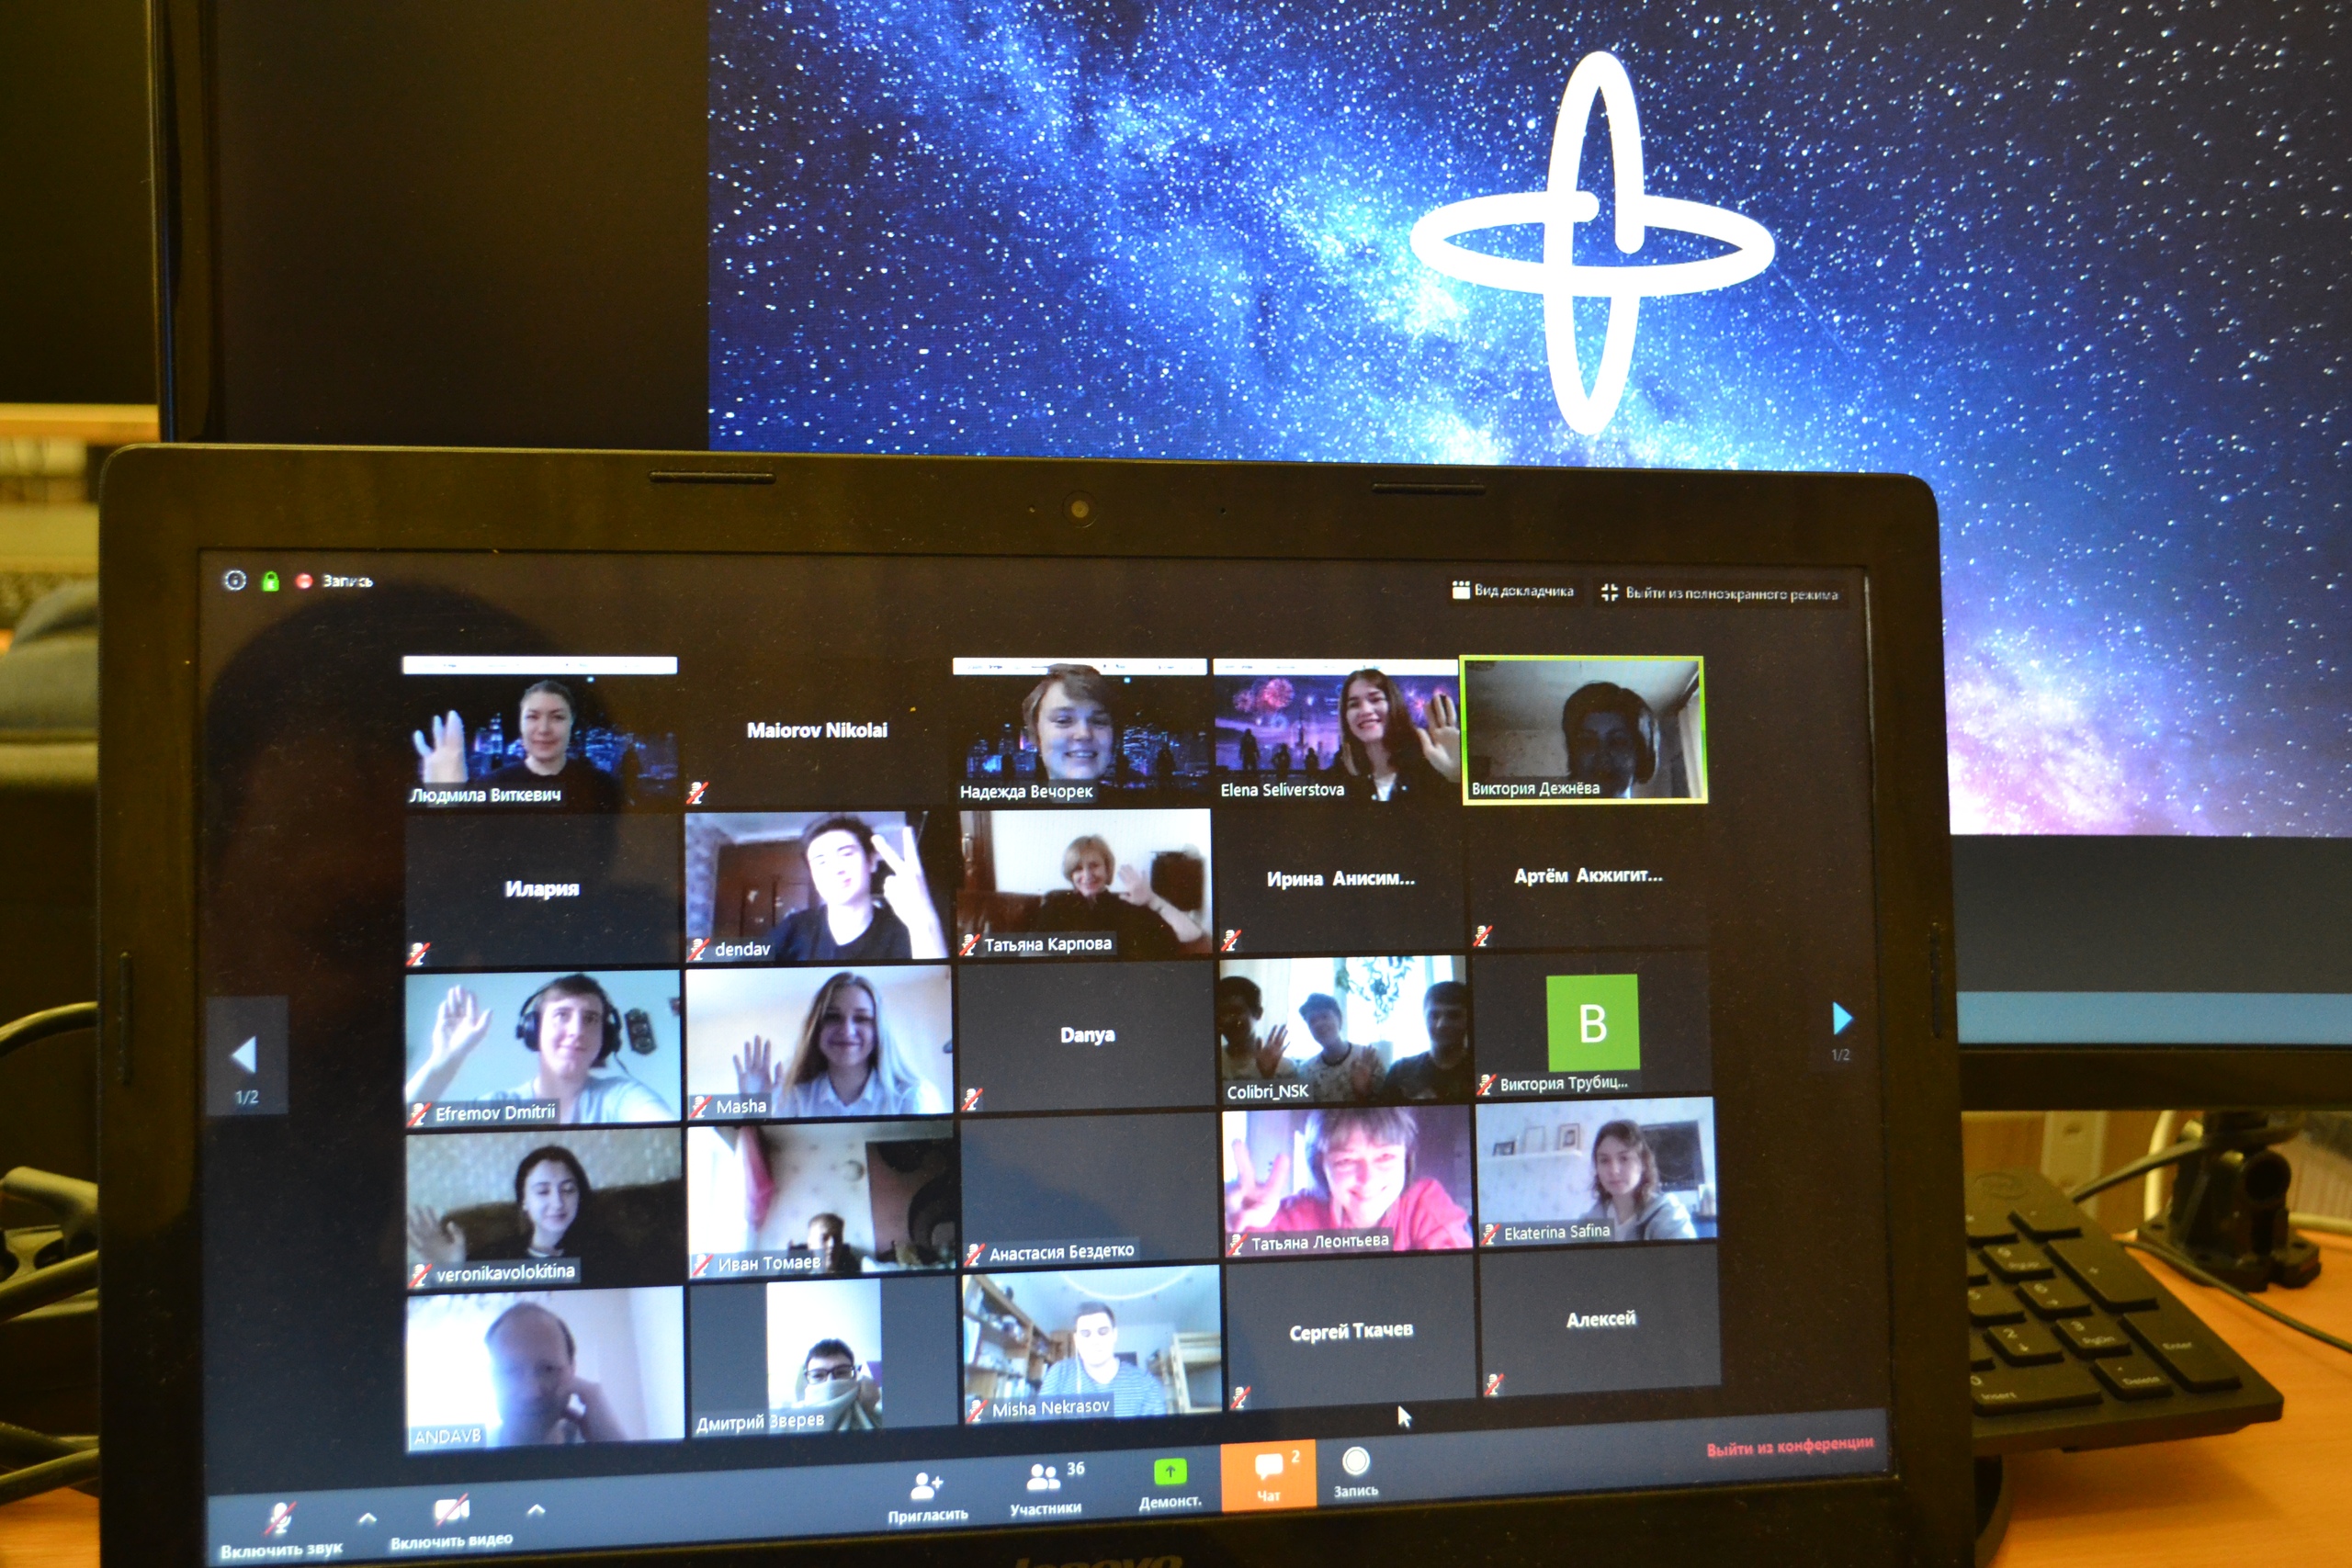 Запись
Вид докладчика
Выйти из полноэкранного режима
Людмила Виткевич
Maiorov Nikolai
Надежда Вечорек
Elena Seliverstova
Виктория Дежнёва
Илария
dendav
Татьяна Карпова
Ирина Анисим...
Артём Акжигит...
Efremov Dmitrii
Masha
Danya
Colibri_NSK
B
Виктория Трубиц...
1/2
1/2
veronikavolokitina
Иван Томаев
Анастасия Бездетко
Татьяна Леонтьева
Ekaterina Safina
ANDAVB
Дмитрий Зверев
Misha Nekrasov
Сергей Ткачев
Алексей
Включить звук
Включить видео
Пригласить
36
Участники
Демонст.
2
Чат
Запись
Выйти из конференции
lenovo
Enter